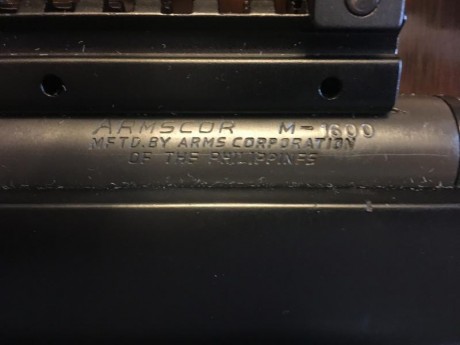 ARMSCOR M-1600
MFTD. BY ARMS CORPORATION
OF THE PHILIPPINES